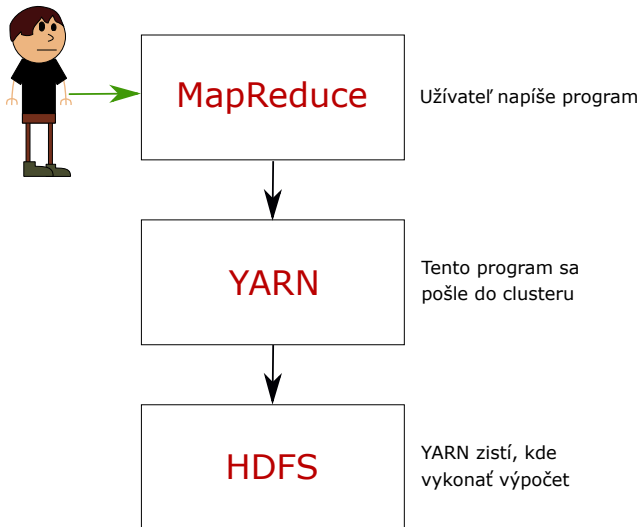 MapReduce
Užívateľ napíše program
YARN
Tento program sa
pošle do clusteru
HDFS
YARN zistí, kde
vykonať výpočet